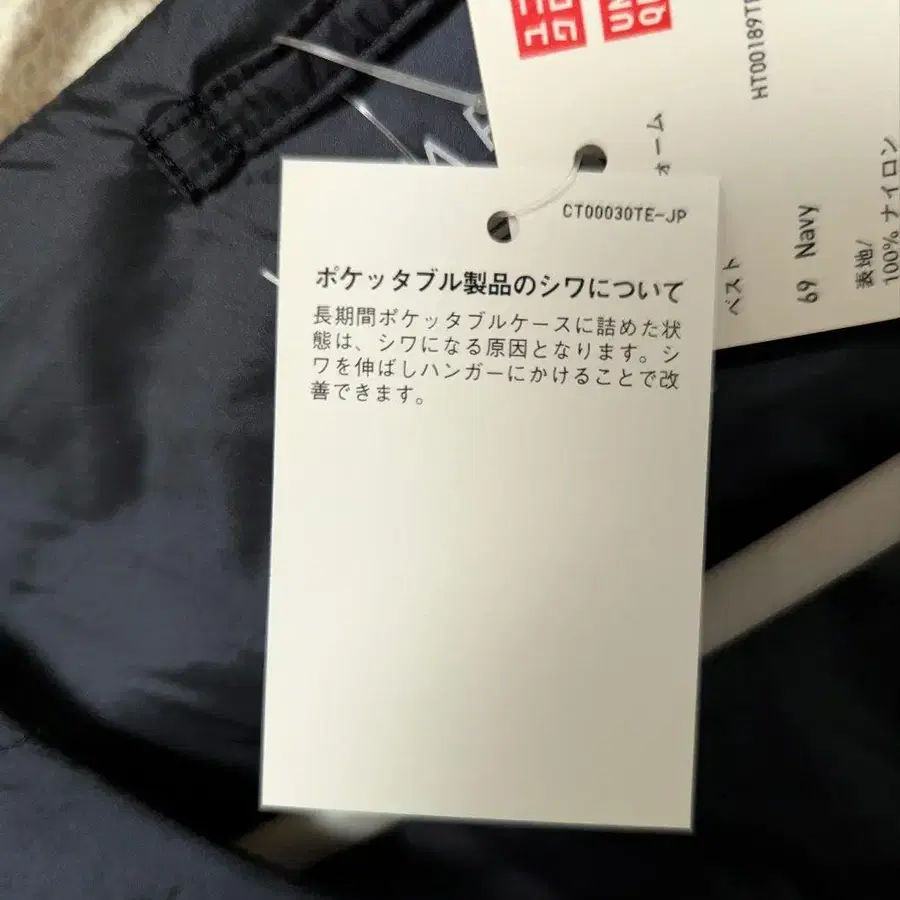 CT00030TE-JP
ポケッタブル製品のシワについて
長期間ポケッタブルケースに詰めた状
態は、シワになる原因となります。シ
ワを伸ばしハンガーにかけることで改
善できます。
HT00189T
ォーム
ベスト
69 Navy
表地/
100% ナイロン